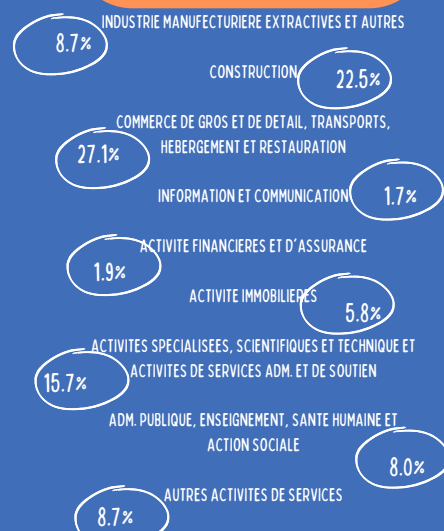 INDUSTRIE MANUFECTURIERE EXTRACTIVES ET AUTRES
8.7%
CONSTRUCTION
22.5%
COMMERCE DE GROS ET DE DETAIL, TRANSPORTS,
HEBERGEMENT ET RESTAURATION
27.1%
INFORMATION ET COMMUNICATION
1.7%
ACTIVITE FINANCIERES ET D'ASSURANCE
1.9%
ACTIVITE IMMOBILIERES
5.8%
ACTIVITES SPECIALISEES, SCIENTIFIQUES ET TECHNIQUE ET
ACTIVITES DE SERVICES ADM. ET DE SOUTIEN
15.7%
ADM. PUBLIQUE, ENSEIGNEMENT, SANTE HUMAINE ET
ACTION SOCIALE
8.0%
AUTRES ACTIVITES DE SERVICES
8.7%